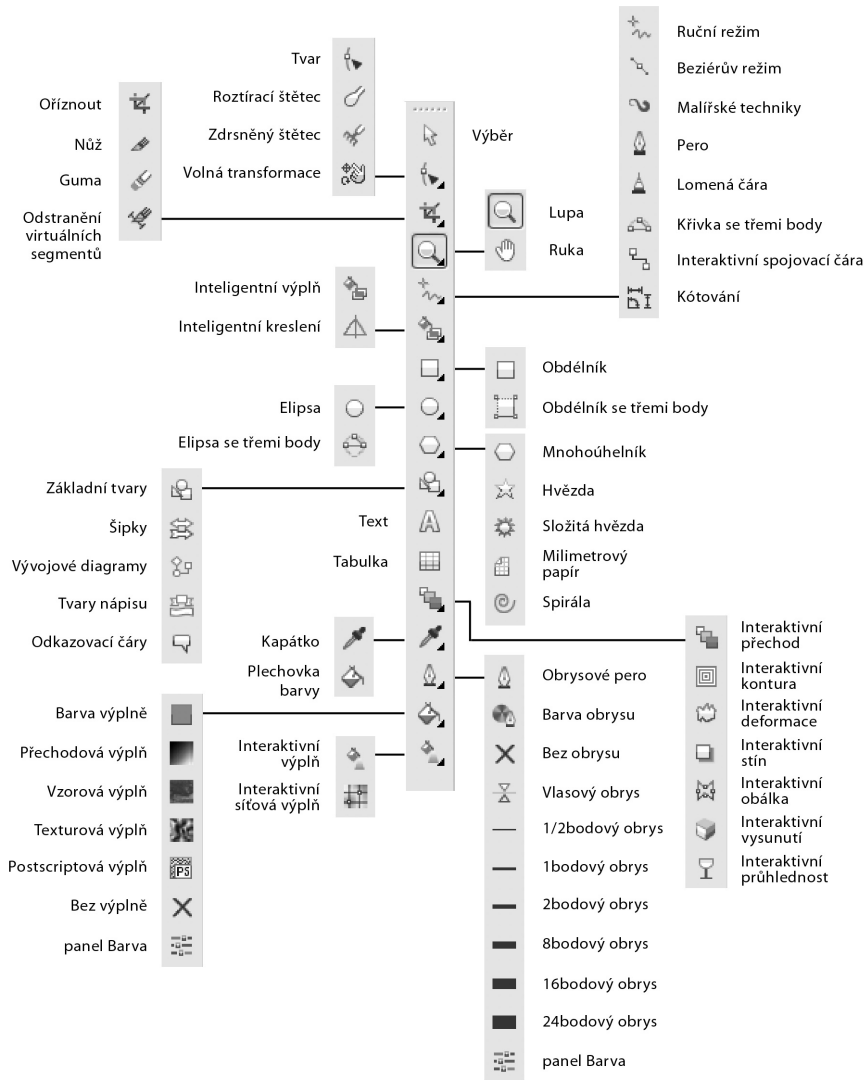 Tvar
Roztírací štětec
Zdrsněný štětec
Volná transformace
Oříznout
Nůž
Guma
Odstranění
virtuálních
segmentů
Výběr
Lupa
Ruka
Ruční režim
Beziérův režim
Malířské techniky
Pero
Lomená čára
Křivka se třemi body
Interaktivní spojovací čára
Kótování
Inteligentní výplň
Inteligentní kreslení
Obdélník
Obdélník se třemi body
Elipsa
Elipsa se třemi body
Mnohoúhelník
Hvězda
Složitá hvězda
Milimetrový
papír
Spirála
Základní tvary
Šipky
Vývojové diagramy
Tvary nápisu
Odkazovací čáry
Text
Tabulka
Kapátko
Plechovka
barvy
Interaktivní
přechod
Interaktivní
kontura
Interaktivní
deformace
Interaktivní
stín
Interaktivní
obálka
Interaktivní
vysunutí
Interaktivní
průhlednost
Obrysové pero
Barva obrysu
Bez obrysu
Vlasový obrys
1/2bodový obrys
1bodový obrys
2bodový obrys
8bodový obrys
16bodový obrys
24bodový obrys
panel Barva
Barva výplně
Přechodová výplň
Vzorová výplň
Texturová výplň
Postscriptová výplň
PS
Bez výplně
panel Barva
Interaktivní
výplň
Interaktivní
síťová výplň